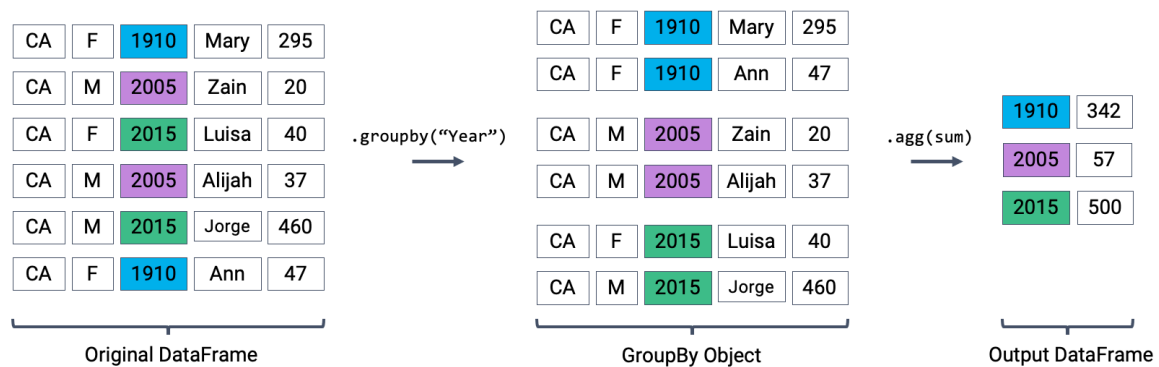 CA F 1910 Mary 295
CA M 2005 Zain 20
CA F 2015 Luisa 40
CA M 2005 Alijah 37
CA M 2015 Jorge 460
CA F 1910 Ann 47
Original DataFrame
.groupby(“Year”)
CA F 1910 Mary 295
CA F 1910 Ann 47
CA M 2005 Zain 20
CA M 2005 Alijah 37
CA F 2015 Luisa 40
CA M 2015 Jorge 460
GroupBy Object
.agg(sum)
1910 342
2005 57
2015 500
Output DataFrame